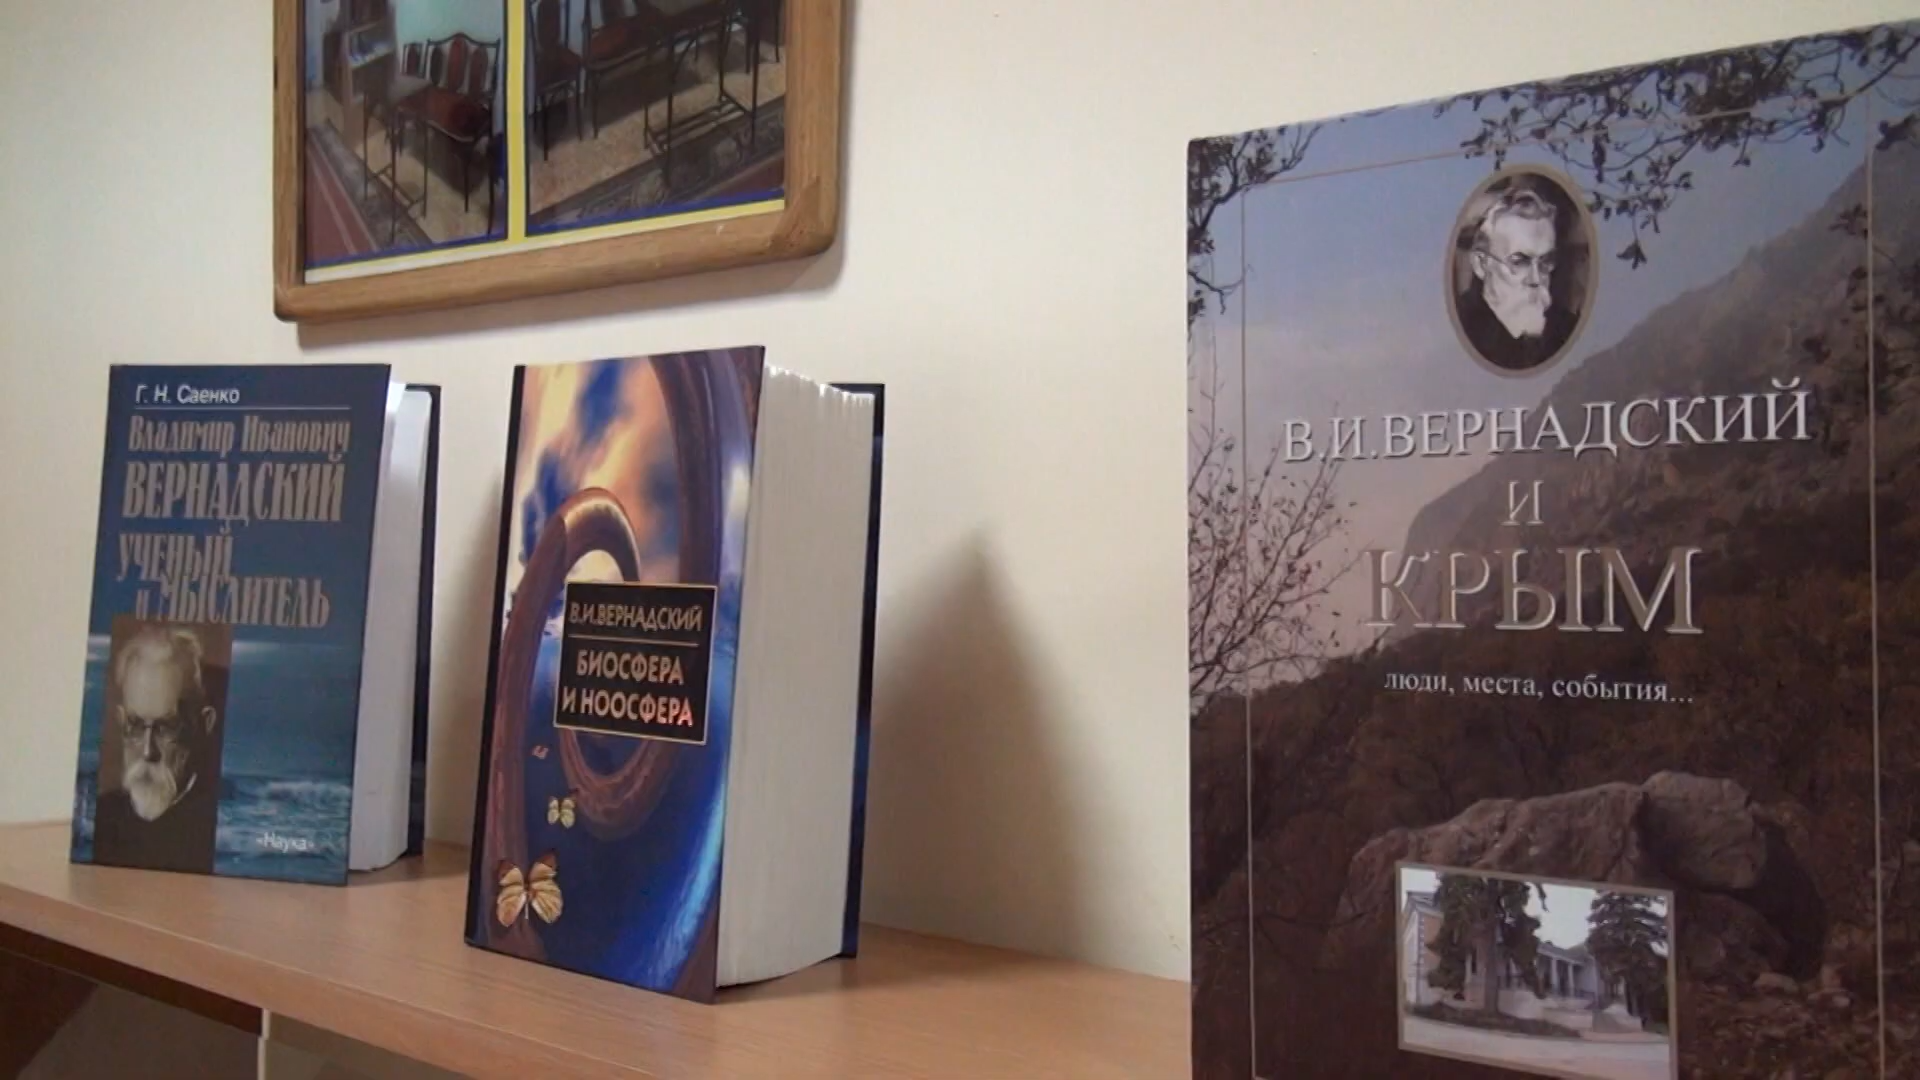 Г. Н. Саенко
Владимир Иванович
ВЕРНАДСКИЙ
УЧЕНЫЙ
и МЫСЛИТЕЛЬ
«Наука»
В.И.ВЕРНАДСКИЙ
БИОСФЕРА
И НООСФЕРА
В.И.ВЕРНАДСКИЙ
И
КРЫМ
люди, места, события...